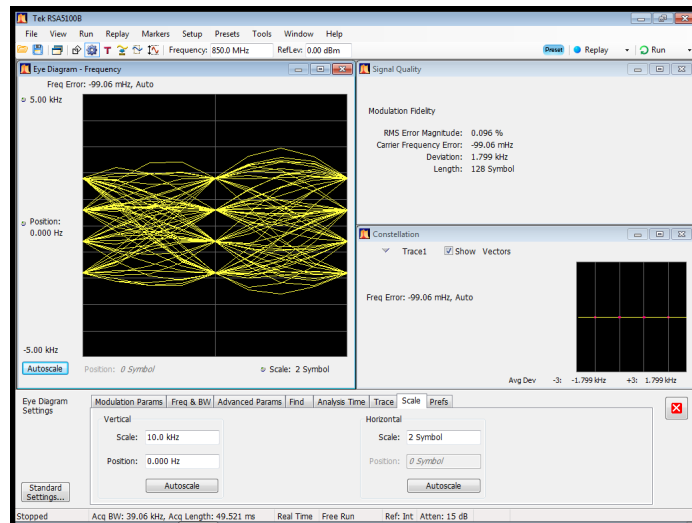 Tek RSA5100B
File View Run Replay Markers Setup Presets Tools Window Help
T Frequency: 850.0 MHz RefLev: 0.00 dBm Preset Replay Run
Eye Diagram - Frequency
Freq Error: -99.06 mHz, Auto
5.00 kHz
Position:
0.000 Hz
-5.00 kHz
Autoscale Position: 0 Symbol Scale: 2 Symbol
Signal Quality
Modulation Fidelity
RMS Error Magnitude: 0.096 %
Carrier Frequency Error: -99.06 mHz
Deviation: 1.799 kHz
Length: 128 Symbol
Constellation
Trace1 Show Vectors
Freq Error: -99.06 mHz, Auto
Avg Dev -3: -1.799 kHz +3: 1.799 kHz
Eye Diagram
Settings
Modulation Params Freq & BW Advanced Params Find Analysis Time Trace Scale Prefs
Vertical Horizontal
Scale: 10.0 kHz Scale: 2 Symbol
Position: 0.000 Hz Position: 0 Symbol
Autoscale Autoscale
Standard
Settings...
Stopped Acq BW: 39.06 kHz, Acq Length: 49.521 ms Real Time Free Run Ref: Int Atten: 15 dB